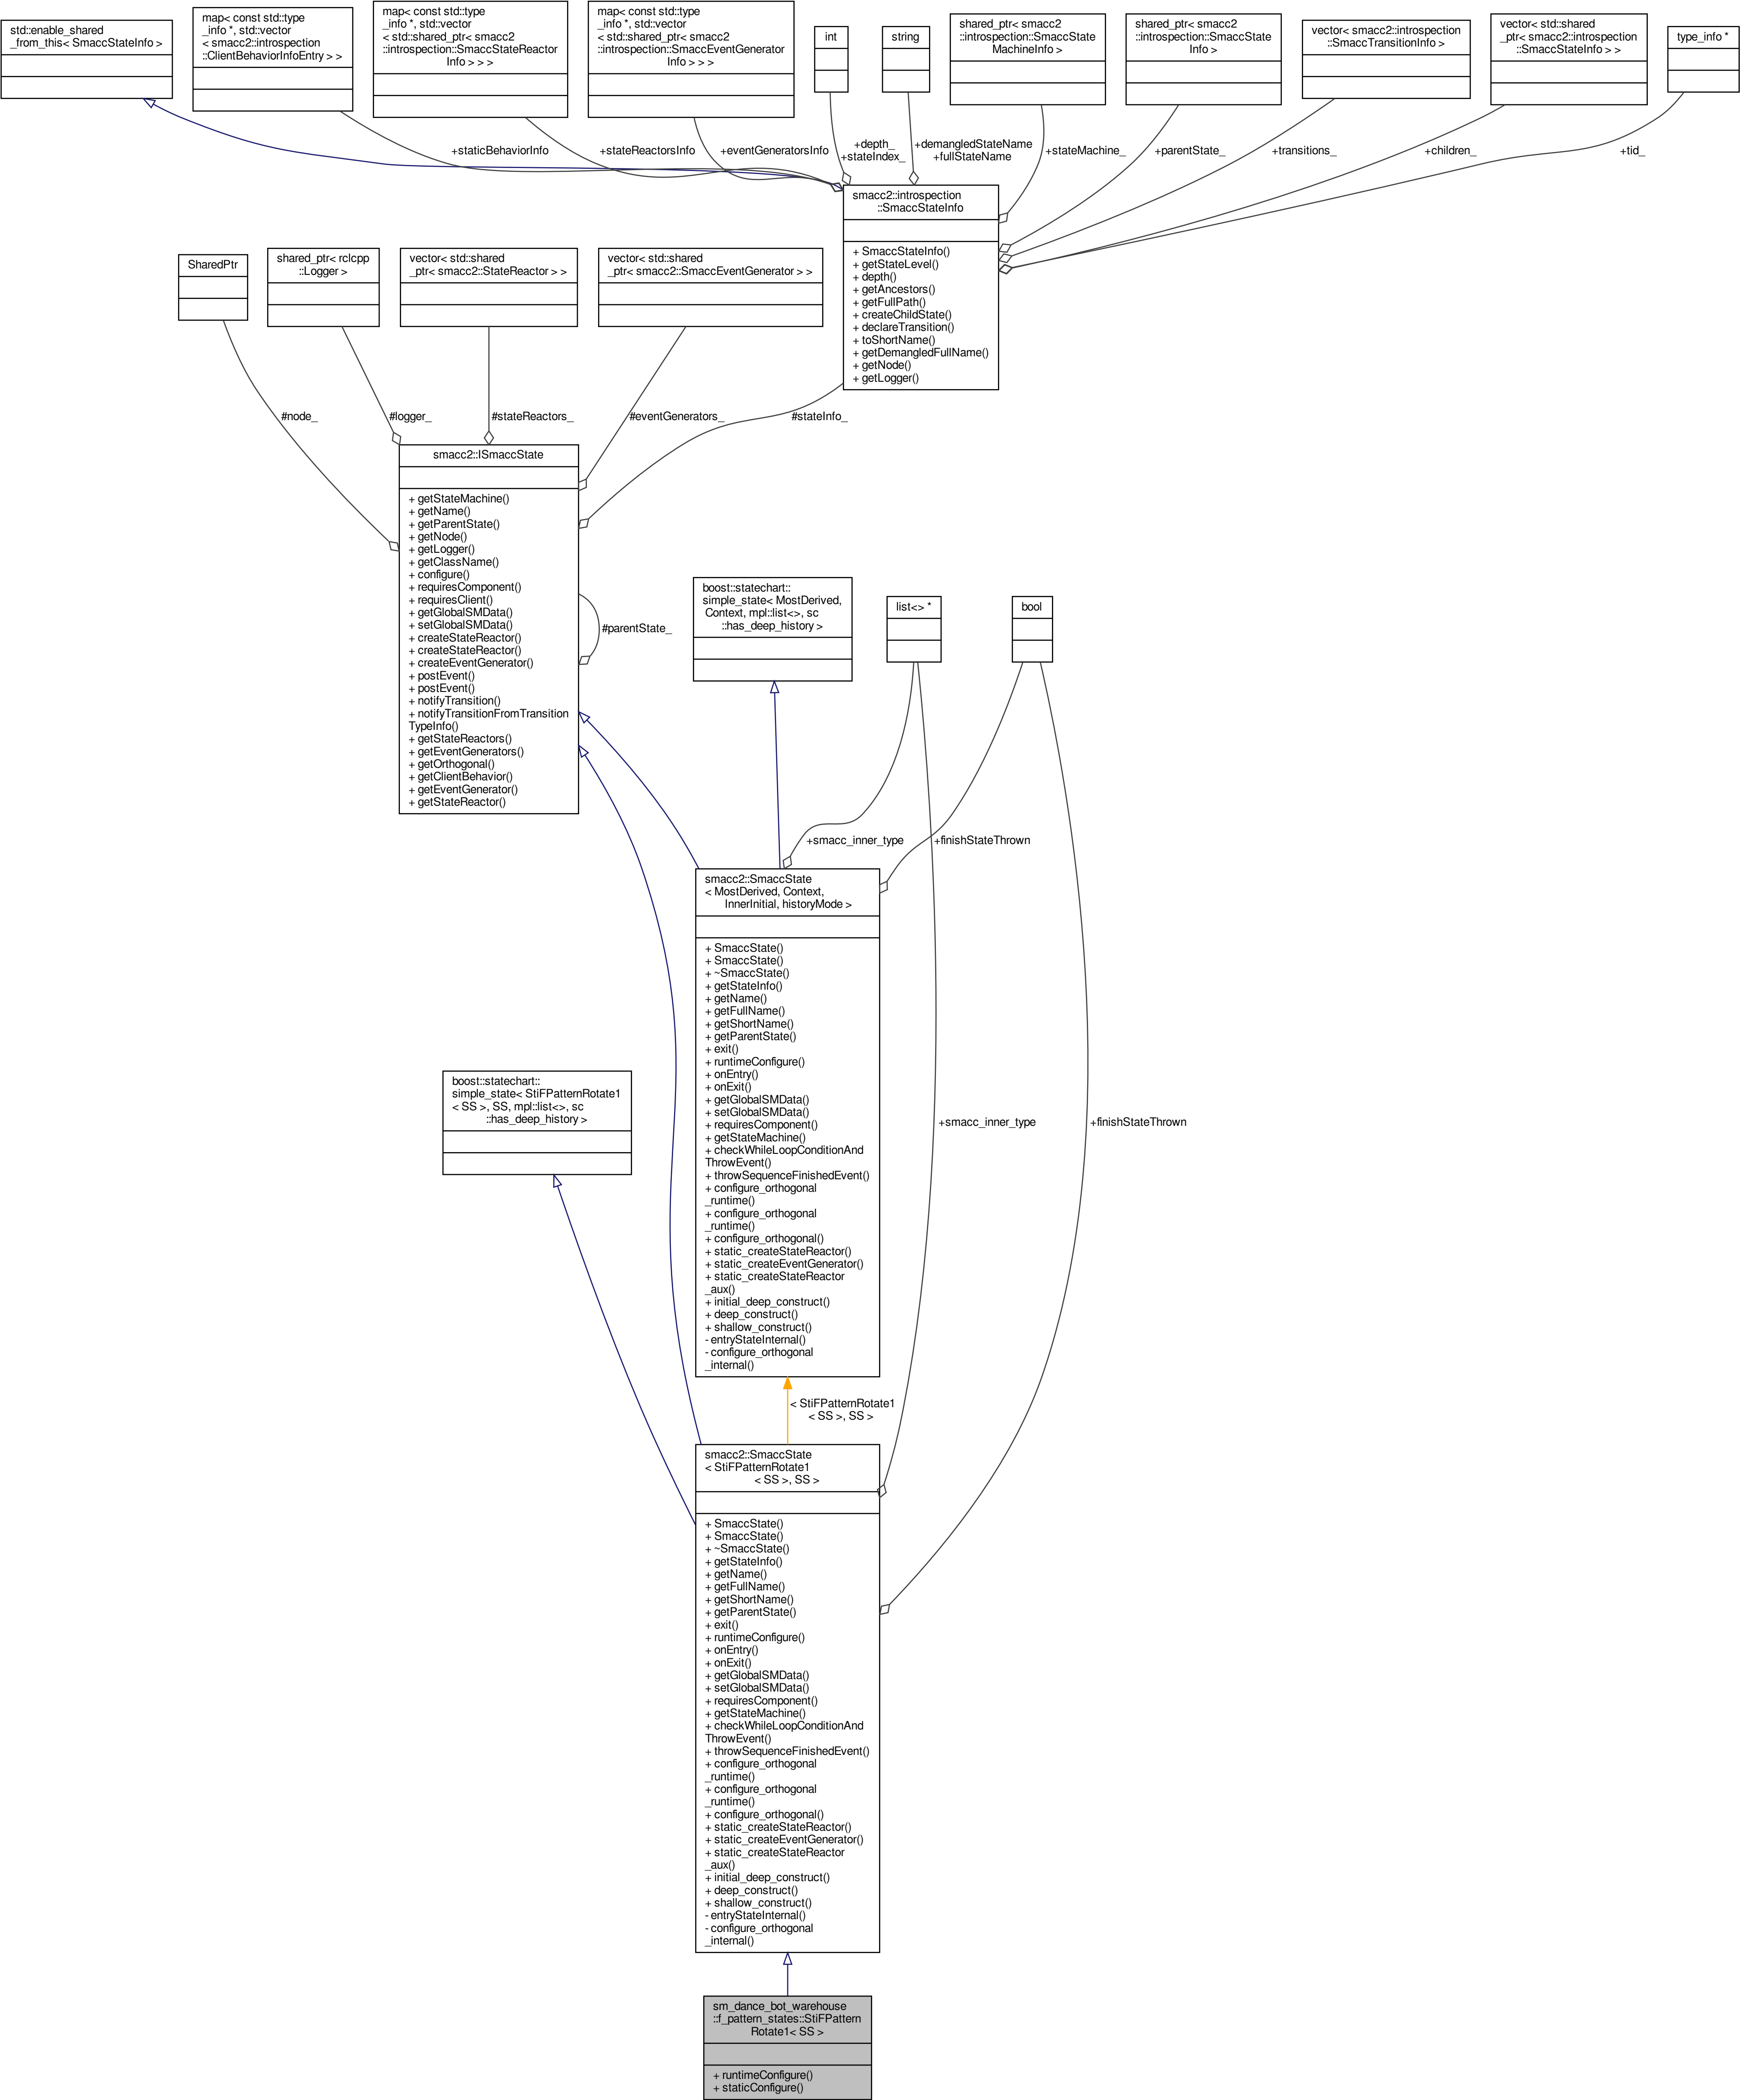 std::enable_shared
_from_this< SmaccStateInfo >
map< const std::type
_info *, std::vector
< smacc2::introspection
::ClientBehaviorInfoEntry > >
map< const std::type
_info *, std::vector
< std::shared_ptr< smacc2
::introspection::SmaccStateReactor
Info > > >
map< const std::type
_info *, std::vector
< std::shared_ptr< smacc2
::introspection::SmaccEventGenerator
Info > > >
int
string
shared_ptr< smacc2
::introspection::SmaccState
MachineInfo >
shared_ptr< smacc2
::introspection::SmaccState
Info >
vector< smacc2::introspection
::SmaccTransitionInfo >
vector< std::shared
_ptr< smacc2::introspection
::SmaccStateInfo > >
type_info *
+staticBehaviorInfo
+stateReactorsInfo
+eventGeneratorsInfo
+depth_
+stateIndex_
+demangledStateName
+fullStateName
+stateMachine_
+parentState_
+transitions_
+children_
+tid_
smacc2::introspection
::SmaccStateInfo
+ SmaccStateInfo()
+ getStateLevel()
+ depth()
+ getAncestors()
+ getFullPath()
+ createChildState()
+ declareTransition()
+ toShortName()
+ getDemangledFullName()
+ getNode()
+ getLogger()
SharedPtr
shared_ptr< rclcpp
::Logger >
vector< std::shared
_ptr< smacc2::StateReactor > >
vector< std::shared
_ptr< smacc2::SmaccEventGenerator > >
#node_
#logger_
#stateReactors_
#eventGenerators_
#stateInfo_
smacc2::ISmaccState
+ getStateMachine()
+ getName()
+ getParentState()
+ getNode()
+ getLogger()
+ getClassName()
+ configure()
+ requiresComponent()
+ requiresClient()
+ getGlobalSMData()
+ setGlobalSMData()
+ createStateReactor()
+ createStateReactor()
+ createEventGenerator()
+ postEvent()
+ postEvent()
+ notifyTransition()
+ notifyTransitionFromTransition
TypeInfo()
+ getStateReactors()
+ getEventGenerators()
+ getOrthogonal()
+ getClientBehavior()
+ getEventGenerator()
+ getStateReactor()
#parentState_
boost::statechart::
simple_state< MostDerived,
Context, mpl::list<>, sc
::has_deep_history >
list<> *
bool
+smacc_inner_type
+finishStateThrown
smacc2::SmaccState
< MostDerived, Context,
InnerInitial, historyMode >
+ SmaccState()
+ SmaccState()
+ ~SmaccState()
+ getStateInfo()
+ getName()
+ getFullName()
+ getShortName()
+ getParentState()
+ exit()
+ runtimeConfigure()
+ onEntry()
+ onExit()
+ getGlobalSMData()
+ setGlobalSMData()
+ requiresComponent()
+ getStateMachine()
+ checkWhileLoopConditionAnd
ThrowEvent()
+ throwSequenceFinishedEvent()
+ configure_orthogonal
_runtime()
+ configure_orthogonal
_runtime()
+ configure_orthogonal()
+ static_createStateReactor()
+ static_createEventGenerator()
+ static_createStateReactor
_aux()
+ initial_deep_construct()
+ deep_construct()
+ shallow_construct()
- entryStateInternal()
- configure_orthogonal
_internal()
boost::statechart::
simple_state< StiFPatternRotate1
< SS >, SS, mpl::list<>, sc
::has_deep_history >
+smacc_inner_type
+finishStateThrown
< StiFPatternRotate1
< SS >, SS >
smacc2::SmaccState
< StiFPatternRotate1
< SS >, SS >
+ SmaccState()
+ SmaccState()
+ ~SmaccState()
+ getStateInfo()
+ getName()
+ getFullName()
+ getShortName()
+ getParentState()
+ exit()
+ runtimeConfigure()
+ onEntry()
+ onExit()
+ getGlobalSMData()
+ setGlobalSMData()
+ requiresComponent()
+ getStateMachine()
+ checkWhileLoopConditionAnd
ThrowEvent()
+ throwSequenceFinishedEvent()
+ configure_orthogonal
_runtime()
+ configure_orthogonal
_runtime()
+ configure_orthogonal()
+ static_createStateReactor()
+ static_createEventGenerator()
+ static_createStateReactor
_aux()
+ initial_deep_construct()
+ deep_construct()
+ shallow_construct()
- entryStateInternal()
- configure_orthogonal
_internal()
sm_dance_bot_warehouse
::f_pattern_states::StiFPattern
Rotate1< SS >
+ runtimeConfigure()
+ staticConfigure()